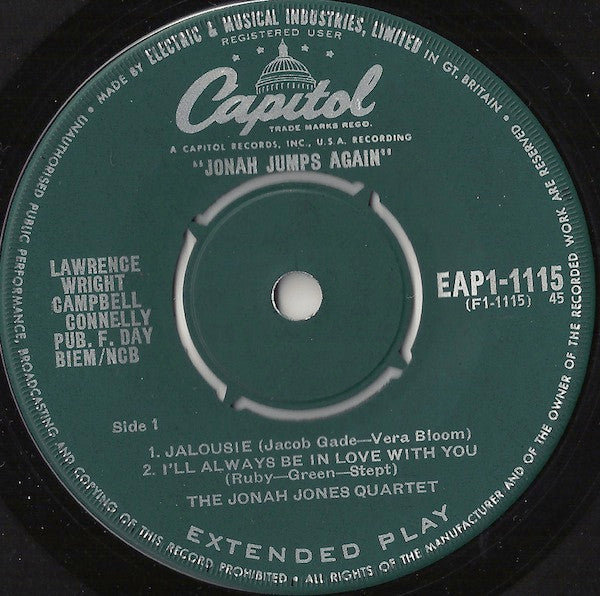 MADE BY ELECTRIC & MUSICAL INDUSTRIES, LIMITED IN GT. BRITAIN • ALL RIGHTS OF THE MANUFACTURER AND OF THE OWNER OF THE RECORDED WORK ARE RESERVED
UNAUTHORISED PUBLIC PERFORMANCE, BROADCASTING AND COPYING OF THIS RECORD PROHIBITED •
REGISTERED USER
Capitol
TRADE MARKS REGD.
A CAPITOL RECORDS, INC., U.S.A. RECORDING
"JONAH JUMPS AGAIN"
LAWRENCE
WRIGHT
CAMPBELL
CONNELLY
PUB. F. DAY
BIEM/NCB
EAP1-1115
(F1-1115) 45
Side 1
1. JALOUSIE (Jacob Gade—Vera Bloom)
2. I'LL ALWAYS BE IN LOVE WITH YOU
(Ruby—Green—Stept)
THE JONAH JONES QUARTET
EXTENDED PLAY